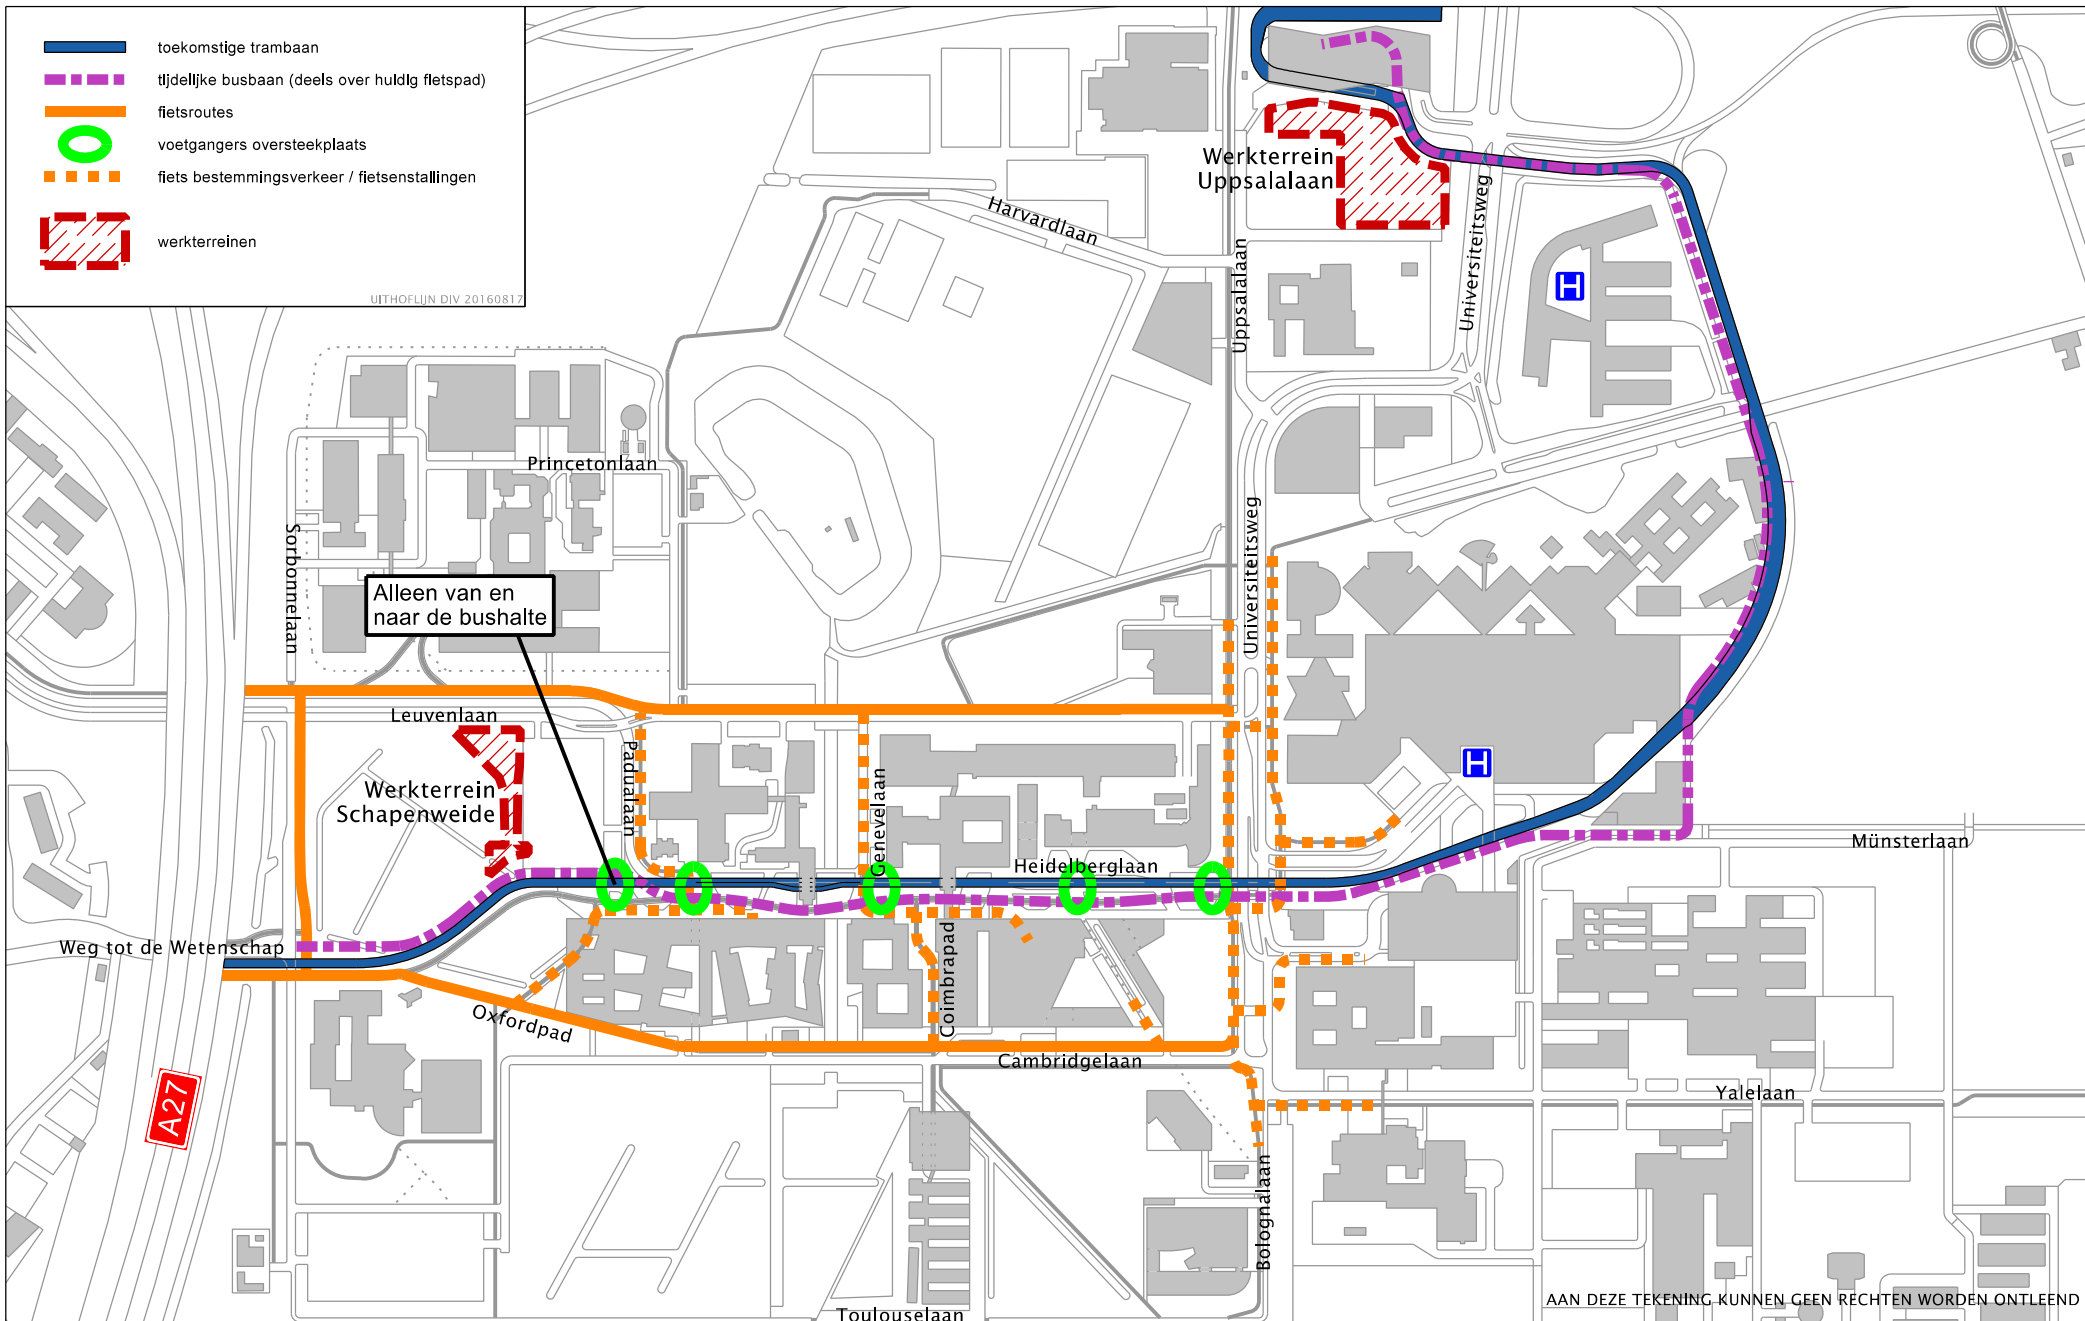 toekomstige trambaan
tijdelijke busbaan (deels over huidig fietspad)
fietsroutes
voetgangers oversteekplaats
fiets bestemmingsverkeer / fietsenstallingen
werkterreinen
UITHOFLIJN DIV 20160817
Werkterrein
Uppsalalaan
Harvardlaan
Uppsalalaan
Universiteitsweg
H
Princetonlaan
Sorbonnelaan
Universiteitsweg
Alleen van en
naar de bushalte
Leuvenlaan
Padualaan
Werkterrein
Schapenweide
Genevelaan
H
Heidelberglaan
Münsterlaan
Weg tot de Wetenschap
Coimbrapad
Oxfordpad
Cambridgelaan
A27
Yalelaan
Bolognalaan
Toulouselaan
AAN DEZE TEKENING KUNNEN GEEN RECHTEN WORDEN ONTLEEND